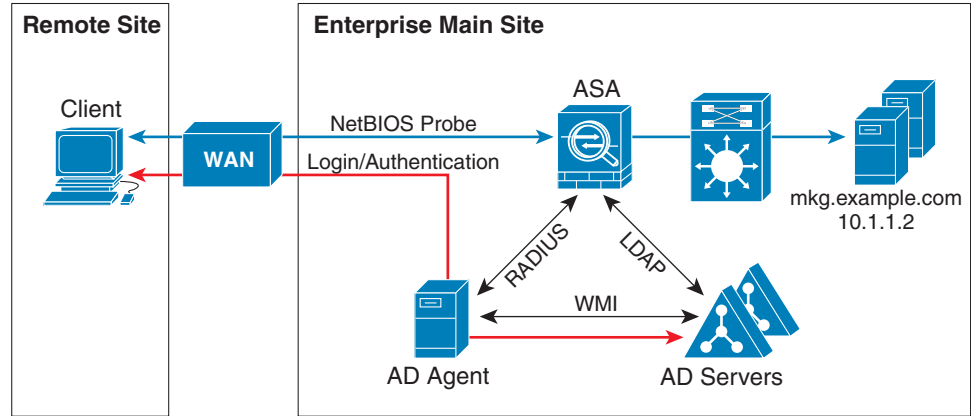 Remote Site
Enterprise Main Site
Client
ASA
NetBIOS Probe
WAN
Login/Authentication
mkg.example.com
10.1.1.2
RADIUS
LDAP
WMI
AD Agent
AD Servers